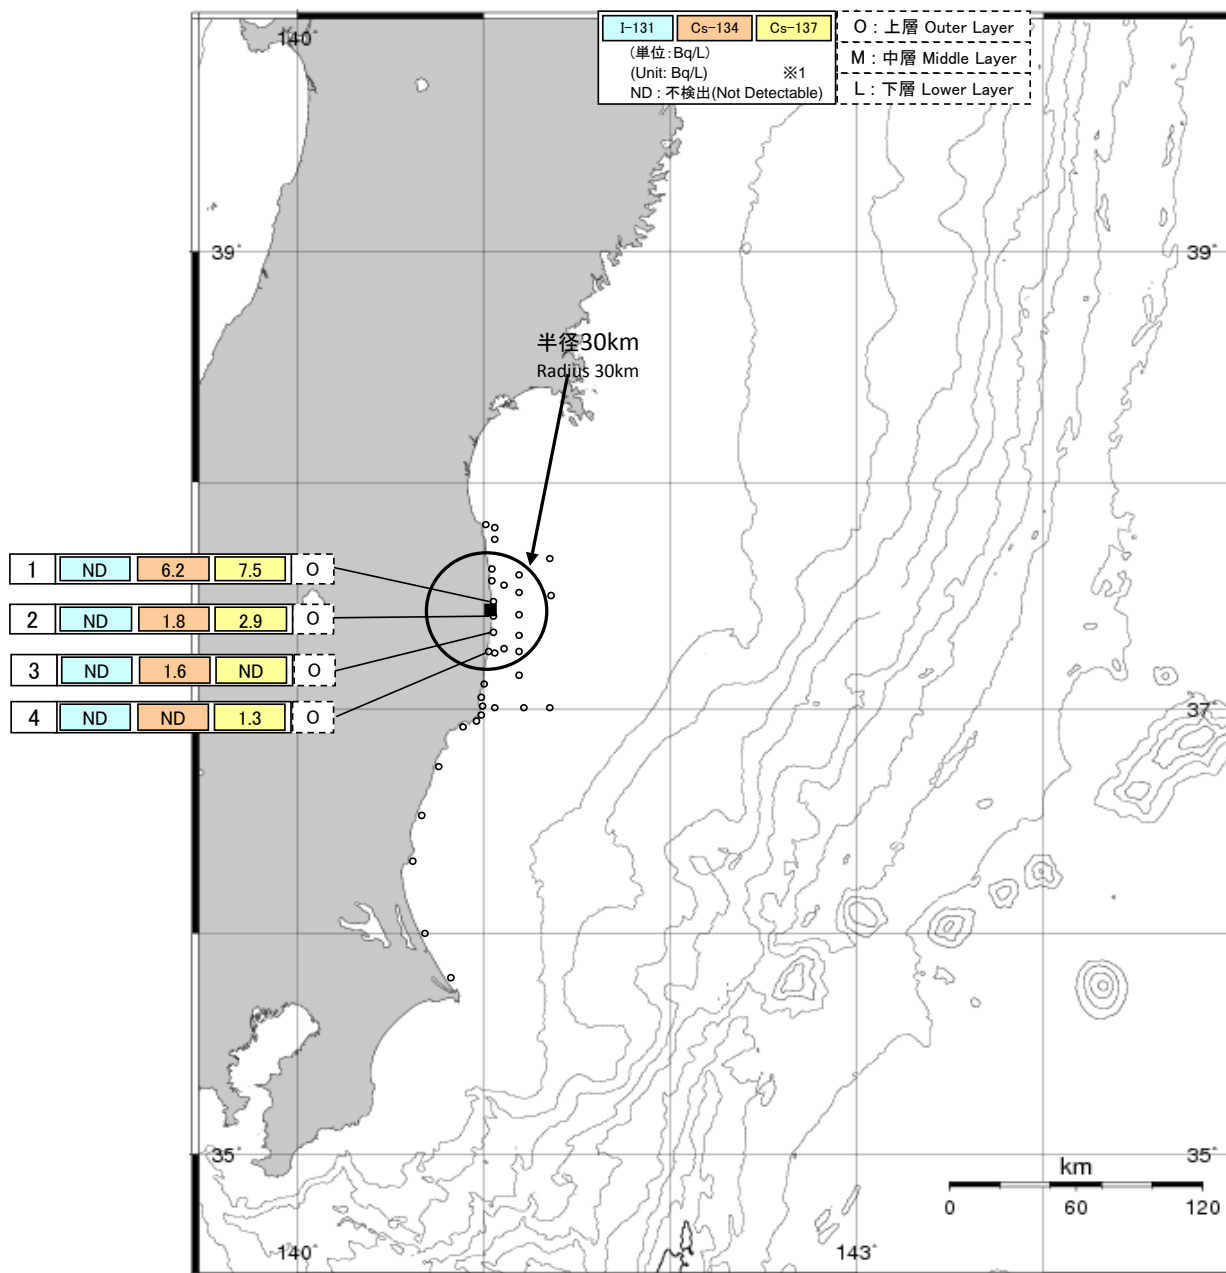 140°
I-131 Cs-134 Cs-137
(単位:Bq/L)
(Unit: Bq/L) ※1
ND : 不検出(Not Detectable)
O : 上層 Outer Layer
M : 中層 Middle Layer
L : 下層 Lower Layer
39° 39°
半径30km
Radius 30km
1 ND 6.2 7.5 O
2 ND 1.8 2.9 O
3 ND 1.6 ND O
4 ND ND 1.3 O
37°
35° 35°
km
0 60 120
140° 143°